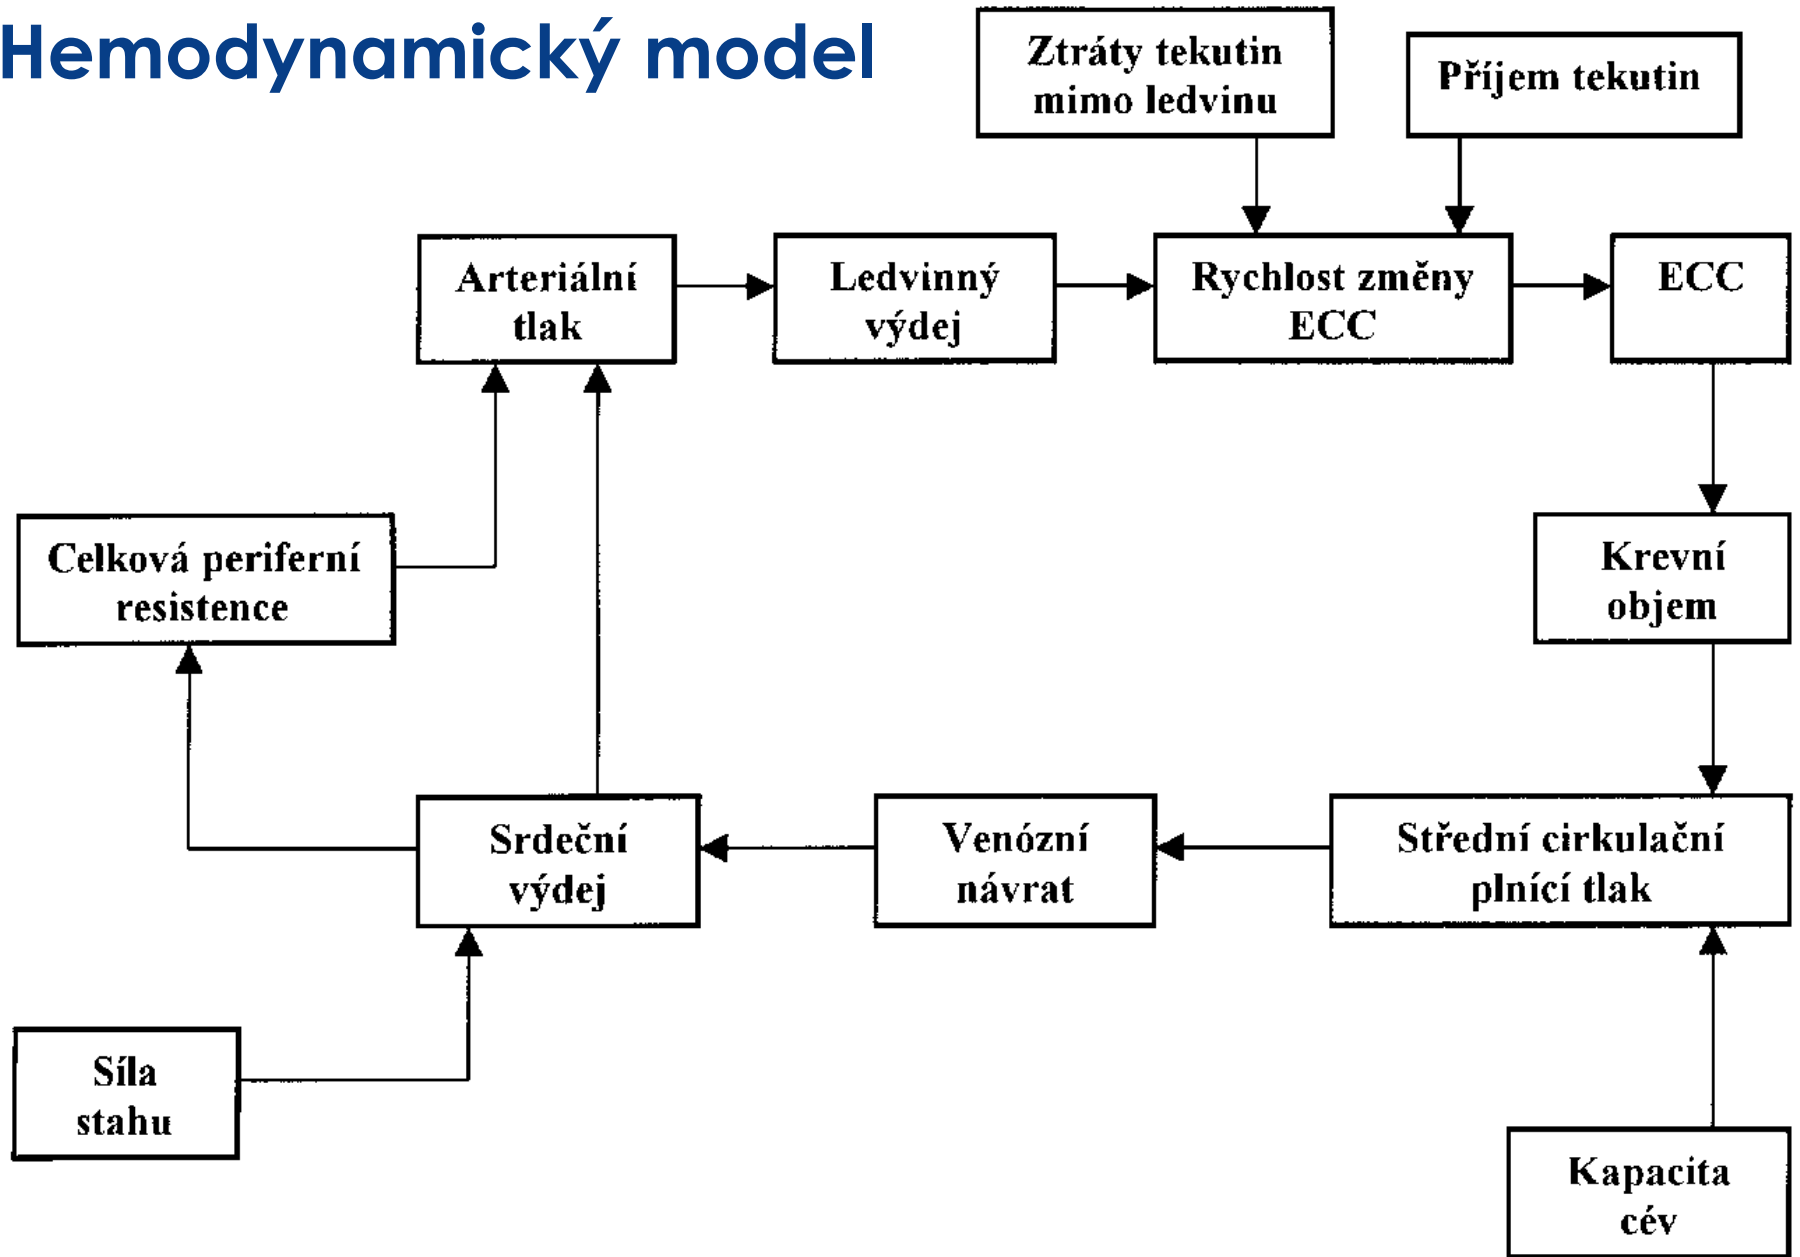 Hemodynamický model
Ztráty tekutin
mimo ledvinu
Příjem tekutin
Arteriální
tlak
Ledvinný
výdej
Rychlost změny
ECC
ECC
Celková periferní
resistence
Krevní
objem
Srdeční
výdej
Venózní
návrat
Střední cirkulační
plnící tlak
Síla
stahu
Kapacita
cév